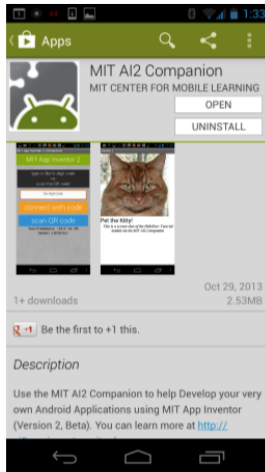 1:33
Apps
MIT AI2 Companion
MIT CENTER FOR MOBILE LEARNING
OPEN
UNINSTALL
MIT App Inventor 2
connect with code
scan QR code
Pet the Kitty!
Oct 29, 2013
1+ downloads
2.53MB
+1
Be the first to +1 this.
Description
Use the MIT AI2 Companion to help Develop your very
own Android Applications using MIT App Inventor
(Version 2, Beta). You can learn more at http://